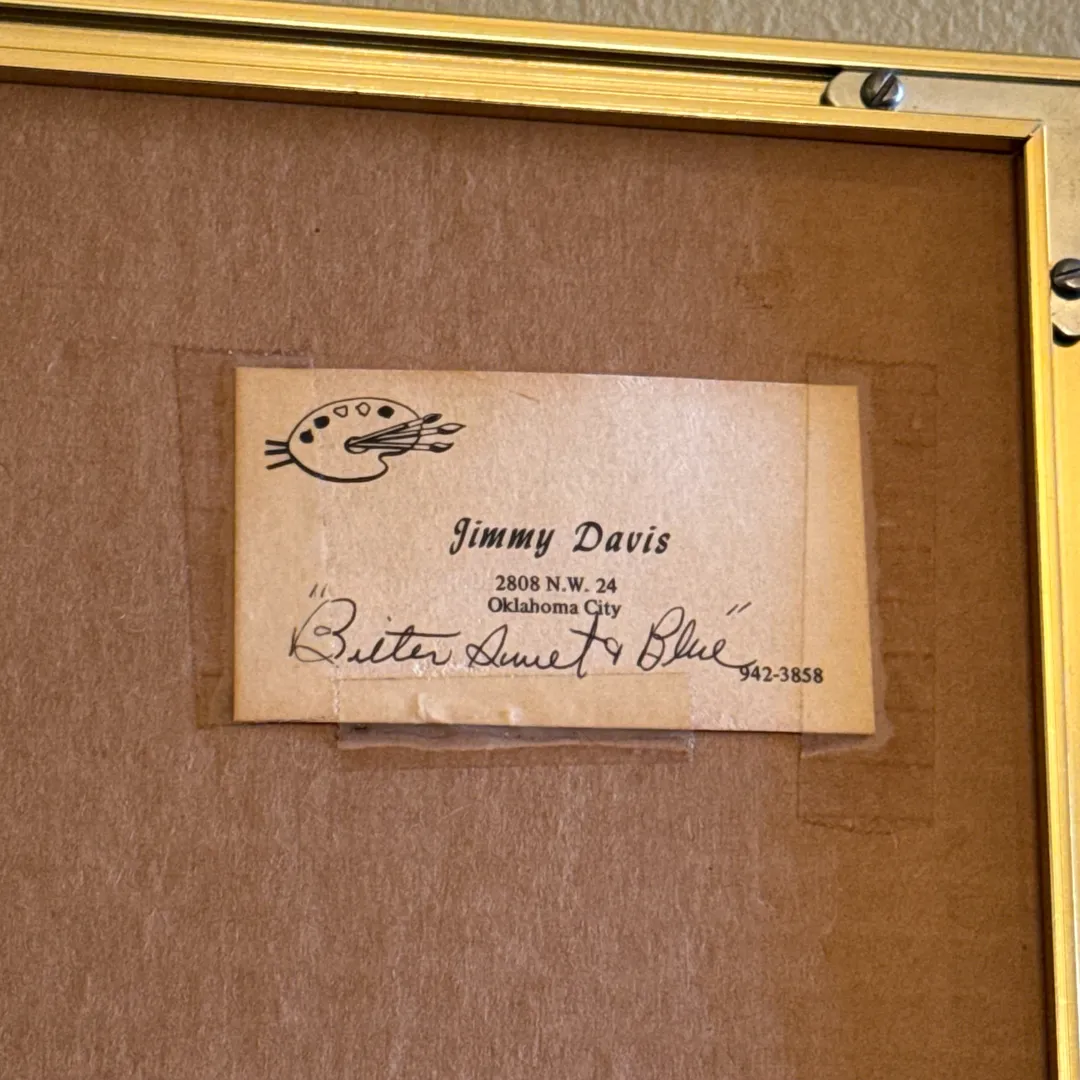 Jimmy Davis
2808 N.W. 24
Oklahoma City
"Bitter Sweet & Blue"
942-3858